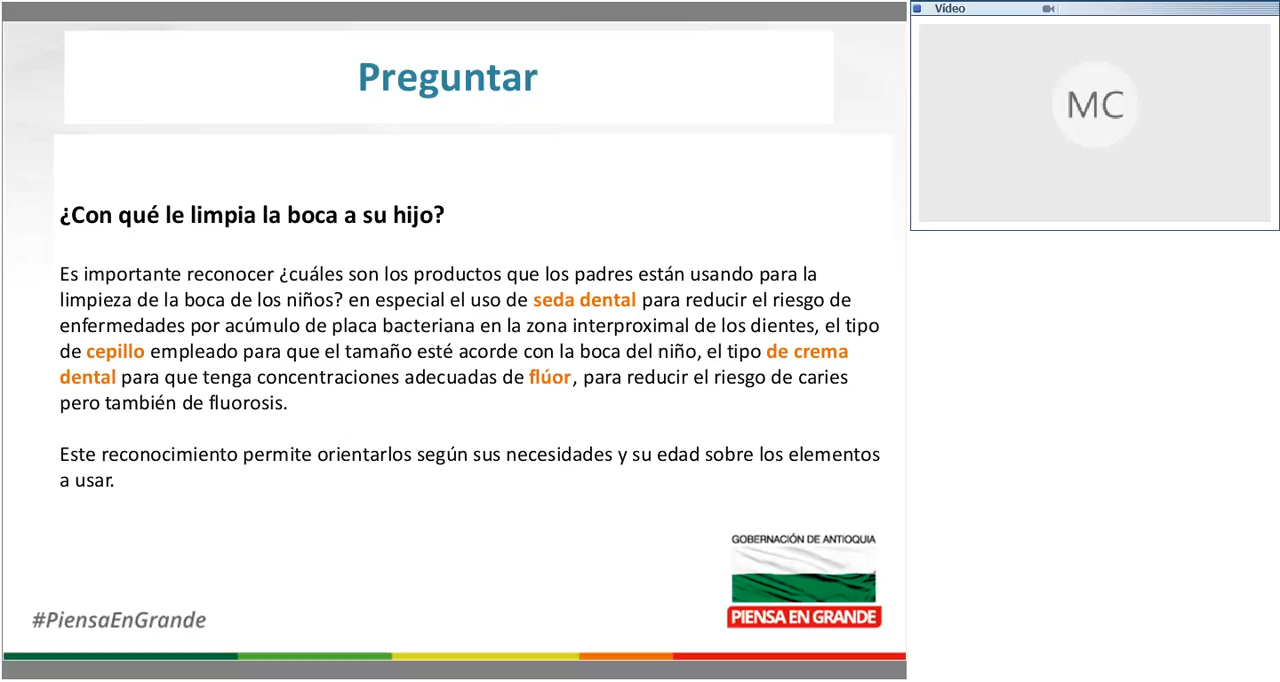 Preguntar
¿Con qué le limpia la boca a su hijo?
Es importante reconocer ¿cuáles son los productos que los padres están usando para la
limpieza de la boca de los niños? en especial el uso de seda dental para reducir el riesgo de
enfermedades por acúmulo de placa bacteriana en la zona interproximal de los dientes, el tipo
de cepillo empleado para que el tamaño esté acorde con la boca del niño, el tipo de crema
dental para que tenga concentraciones adecuadas de flúor, para reducir el riesgo de caries
pero también de fluorosis.
Este reconocimiento permite orientarlos según sus necesidades y su edad sobre los elementos
a usar.
GOBERNACIÓN DE ANTIOQUIA
PIENSA EN GRANDE
#PiensaEnGrande
Vídeo
MC